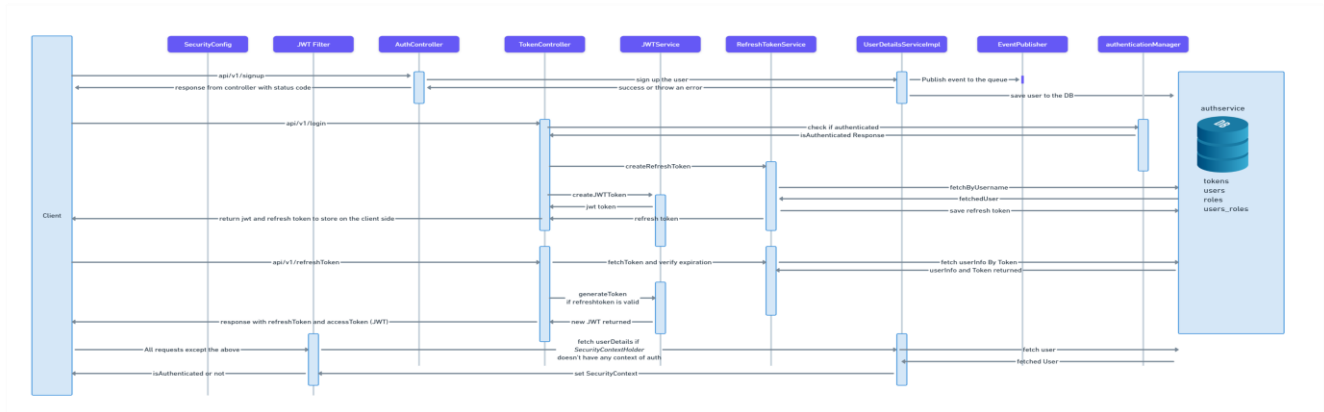 SecurityConfig
JWT Filter
AuthController
TokenController
JWTService
RefreshTokenService
UserDetailsServiceImpl
EventPublisher
authenticationManager
Client
api/v1/signup
sign up the user
Publish event to the queue
response from controller with status code
success or throw an error
save user to the DB
authservice
api/v1/login
check if authenticated
isAuthenticated Response
createRefreshToken
tokens
users
roles
users_roles
fetchByUsername
createJWTToken
fetchedUser
jwt token
save refresh token
return jwt and refresh token to store on the client side
refresh token
api/v1/refreshToken
fetchToken and verify expiration
fetch userInfo By Token
userInfo and Token returned
generateToken
if refreshtoken is valid
response with refreshToken and accessToken (JWT)
new JWT returned
All requests except the above
fetch userDetails if
SecurityContextHolder
doesn't have any context of auth
fetch user
fetched User
isAuthenticated or not
set SecurityContext